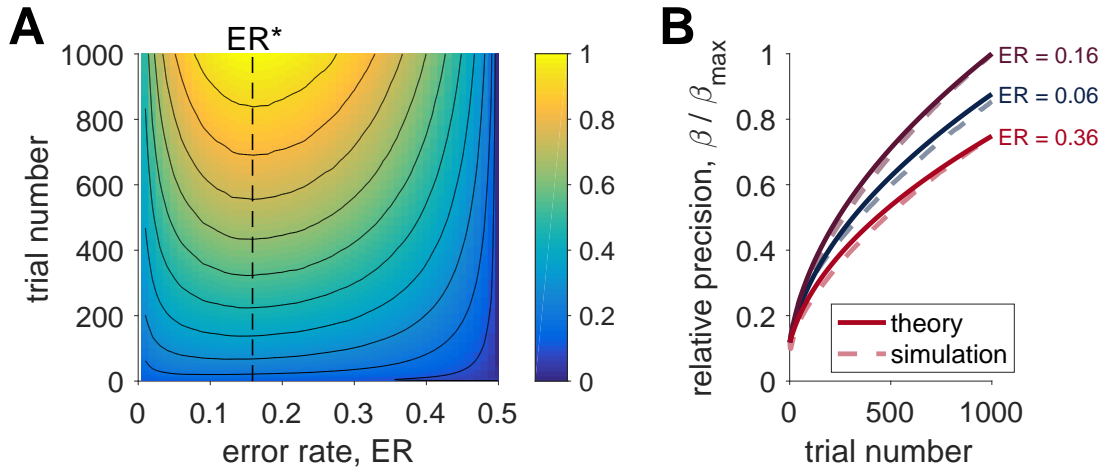 A
ER*
trial number
1000
800
600
400
200
0
0
0.1
0.2
0.3
0.4
0.5
error rate, ER
1
0.8
0.6
0.4
0.2
0
B
relative precision, β / βmax
1
0.8
0.6
0.4
0.2
0
ER = 0.16
ER = 0.06
ER = 0.36
theory
simulation
0
500
1000
trial number